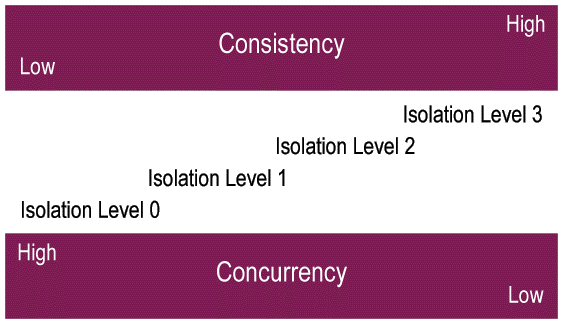 High
Consistency
Low
Isolation Level 3
Isolation Level 2
Isolation Level 1
Isolation Level 0
High
Concurrency
Low